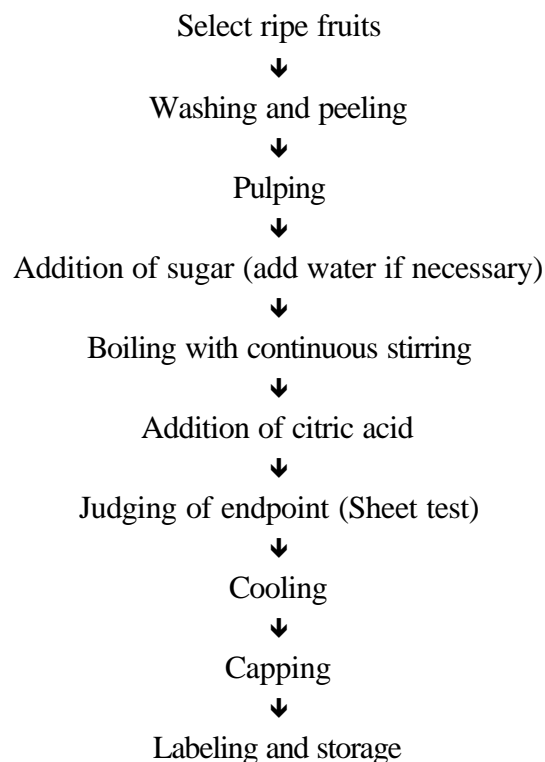 Select ripe fruits
↓
Washing and peeling
↓
Pulping
↓
Addition of sugar (add water if necessary)
↓
Boiling with continuous stirring
↓
Addition of citric acid
↓
Judging of endpoint (Sheet test)
↓
Cooling
↓
Capping
↓
Labeling and storage